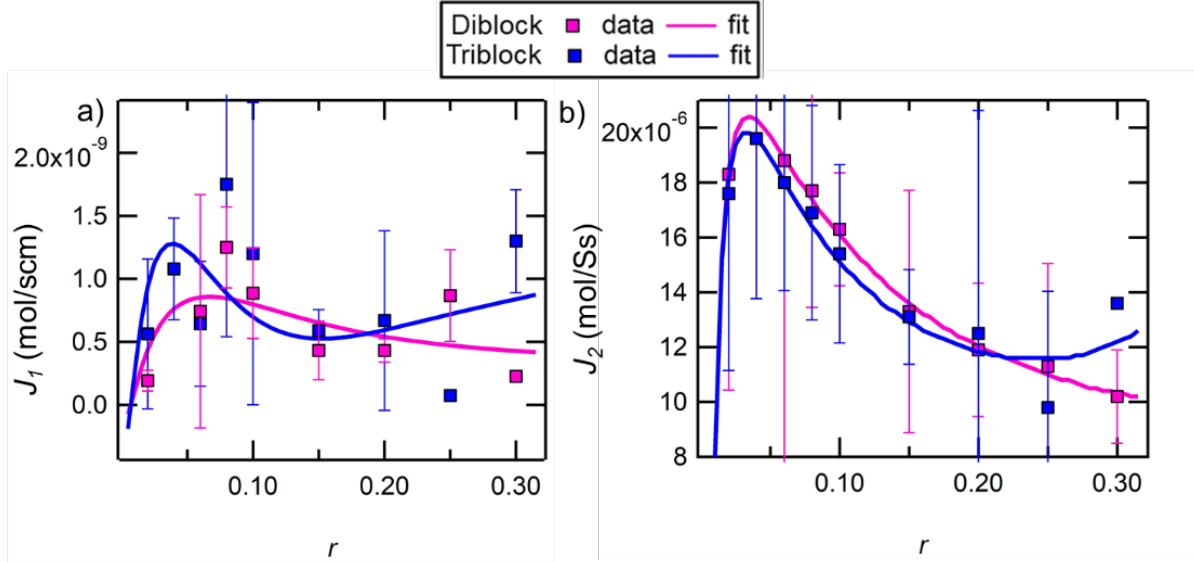 Diblock data fit
Triblock data fit
a)
2.0x10⁻⁹
1.5
1.0
0.5
0.0
J₁ (mol/scm)
0.10 0.20 0.30
r
b)
20x10⁻⁶
18
16
14
12
10
8
J₂ (mol/Ss)
0.10 0.20 0.30
r